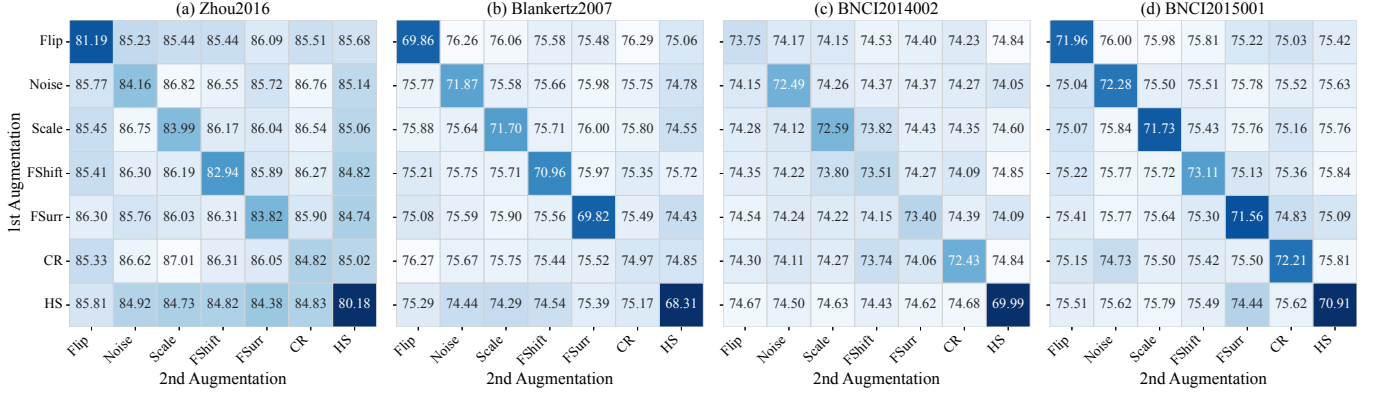 (a) Zhou2016 (b) Blankertz2007 (c) BNCI2014002 (d) BNCI2015001
1st Augmentation
Flip 81.19 85.23 85.44 85.44 86.09 85.51 85.68 69.86 76.26 76.06 75.58 75.48 76.29 75.06 73.75 74.17 74.15 74.53 74.40 74.23 74.84 71.96 76.00 75.98 75.81 75.22 75.03 75.42
Noise 85.77 84.16 86.82 86.55 85.72 86.76 85.14 75.77 71.87 75.58 75.66 75.98 75.75 74.78 74.15 72.49 74.26 74.37 74.37 74.27 74.05 75.04 72.28 75.50 75.51 75.78 75.52 75.63
Scale 85.45 86.75 83.99 86.17 86.04 86.54 85.06 75.88 75.64 71.70 75.71 76.00 75.80 74.55 74.28 74.12 72.59 73.82 74.43 74.35 74.60 75.07 75.84 71.73 75.43 75.76 75.16 75.76
FShift 85.41 86.30 86.19 82.94 85.89 86.27 84.82 75.21 75.75 75.71 70.96 75.97 75.35 75.72 74.35 74.22 73.80 73.51 74.27 74.09 74.85 75.22 75.77 75.72 73.11 75.13 75.36 75.84
FSurr 86.30 85.76 86.03 86.31 83.82 85.90 84.74 75.08 75.59 75.90 75.56 69.82 75.49 74.43 74.54 74.24 74.22 74.15 73.40 74.39 74.09 75.41 75.77 75.64 75.30 71.56 74.83 75.09
CR 85.33 86.62 87.01 86.31 86.05 84.82 85.02 76.27 75.67 75.75 75.44 75.52 74.97 74.85 74.30 74.11 74.27 73.74 74.06 72.43 74.84 75.15 74.73 75.50 75.42 75.50 72.21 75.81
HS 85.81 84.92 84.73 84.82 84.38 84.83 80.18 75.29 74.44 74.29 74.54 75.39 75.17 68.31 74.67 74.50 74.63 74.43 74.62 74.68 69.99 75.51 75.62 75.79 75.49 74.44 75.62 70.91
Flip Noise Scale FShift FSurr CR HS Flip Noise Scale FShift FSurr CR HS Flip Noise Scale FShift FSurr CR HS Flip Noise Scale FShift FSurr CR HS
2nd Augmentation 2nd Augmentation 2nd Augmentation 2nd Augmentation